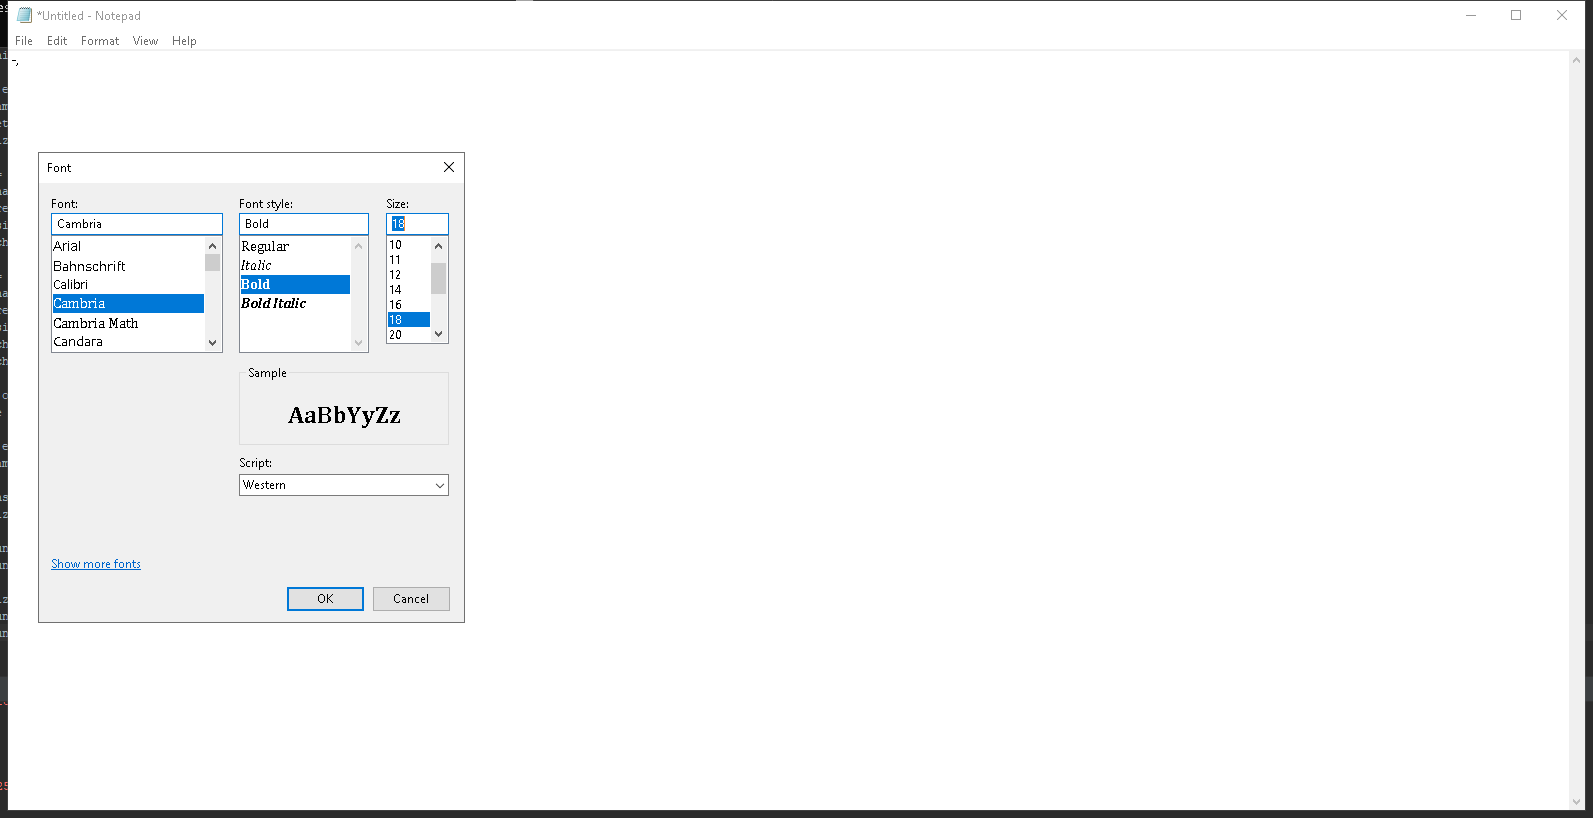 *Untitled - Notepad
File Edit Format View Help
-,
Font
Font: Font style: Size:
Cambria Bold 18
Arial
Bahnschrift
Calibri
Cambria
Cambria Math
Candara
Regular
Italic
Bold
Bold Italic
10
11
12
14
16
18
20
Sample
AaBbYyZz
Script:
Western
Show more fonts
OK Cancel